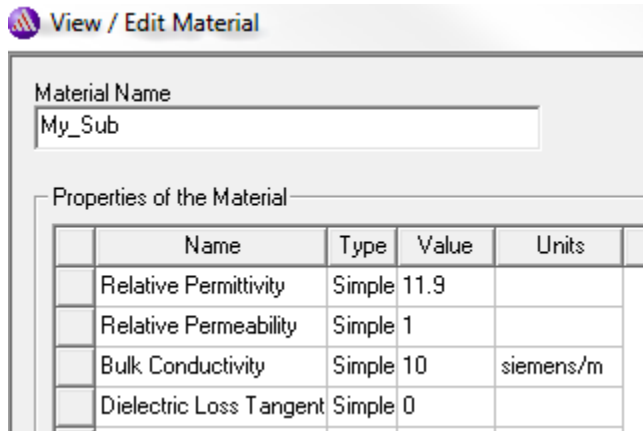 View / Edit Material
Material Name
My_Sub
Properties of the Material
Name Type Value Units
Relative Permittivity Simple 11.9
Relative Permeability Simple 1
Bulk Conductivity Simple 10 siemens/m
Dielectric Loss Tangent Simple 0